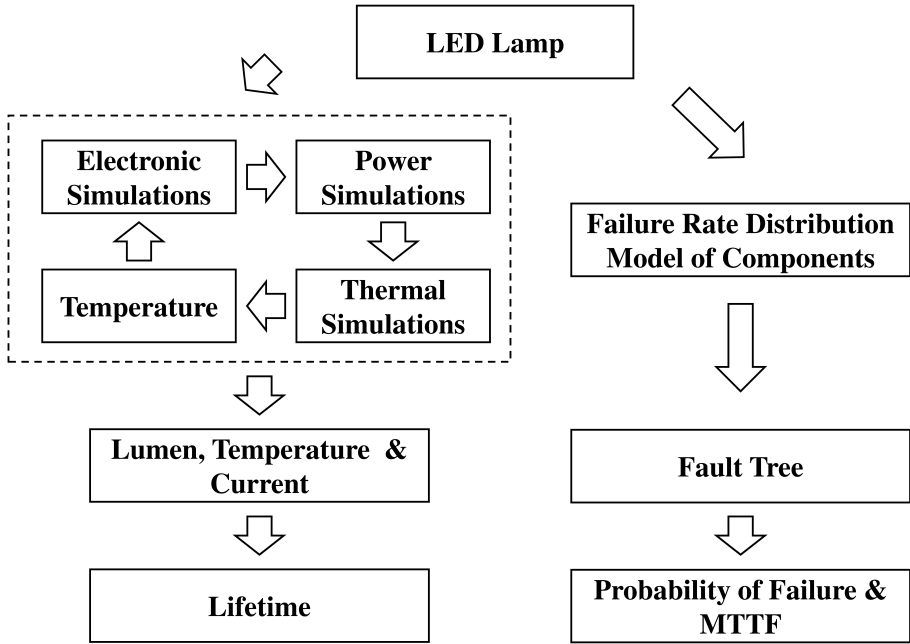 LED Lamp
Electronic
Simulations
Power
Simulations
Temperature
Thermal
Simulations
Lumen, Temperature & 
Current
Lifetime
Failure Rate Distribution
Model of Components
Fault Tree
Probability of Failure &
MTTF